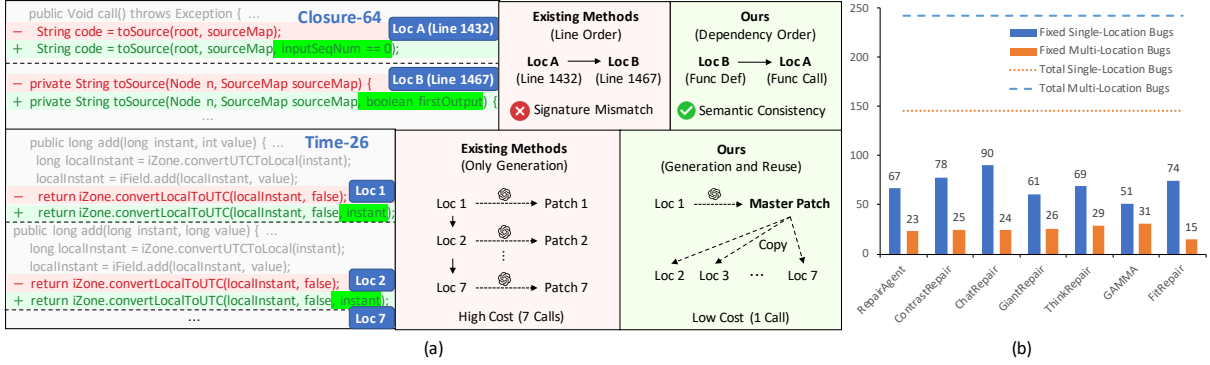 public Void call() throws Exception { ...
Closure-64
− String code = toSource(root, sourceMap);
Loc A (Line 1432)
+ String code = toSource(root, sourceMap, inputSeqNum == 0);
− private String toSource(Node n, SourceMap sourceMap) {
Loc B (Line 1467)
+ private String toSource(Node n, SourceMap sourceMap, boolean firstOutput) {
...
Existing Methods
(Line Order)
Loc A → Loc B
(Line 1432) (Line 1467)
Signature Mismatch
Ours
(Dependency Order)
Loc B → Loc A
(Func Def) (Func Call)
Semantic Consistency
public long add(long instant, int value) { ...
Time-26
long localInstant = iZone.convertUTCToLocal(instant);
localInstant = iField.add(localInstant, value);
Loc 1
− return iZone.convertLocalToUTC(localInstant, false);
+ return iZone.convertLocalToUTC(localInstant, false, instant);
public long add(long instant, long value) { ...
long localInstant = iZone.convertUTCToLocal(instant);
localInstant = iField.add(localInstant, value);
Loc 2
− return iZone.convertLocalToUTC(localInstant, false);
+ return iZone.convertLocalToUTC(localInstant, false, instant);
...
Loc 7
Existing Methods
(Only Generation)
Loc 1 Patch 1
Loc 2 Patch 2
⋮ ⋮
Loc 7 Patch 7
High Cost (7 Calls)
Ours
(Generation and Reuse)
Loc 1 Master Patch
Copy
Loc 2 Loc 3 ... Loc 7
Low Cost (1 Call)
(a)
250
200
150
100
50
0
Fixed Single-Location Bugs
Fixed Multi-Location Bugs
Total Single-Location Bugs
Total Multi-Location Bugs
67 23 78 25 90 24 61 26 69 29 51 31 74 15
RepairAgent
ContrastRepair
ChatRepair
GiantRepair
ThinkRepair
GAMMA
FitRepair
(b)